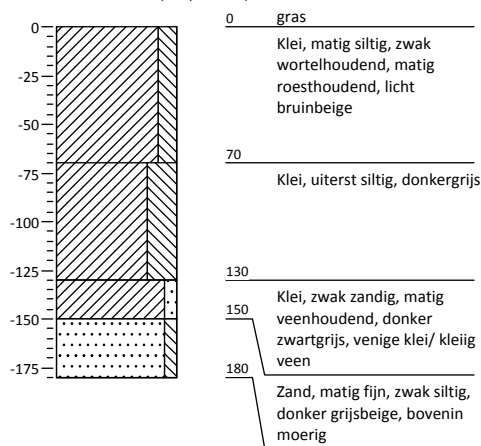 0
-25
-50
-75
-100
-125
-150
-175
0 gras
Klei, matig siltig, zwak
wortelhoudend, matig
roesthoudend, licht
bruinbeige
70
Klei, uiterst siltig, donkergrijs
130
Klei, zwak zandig, matig
veenhoudend, donker
zwartgrijs, venige klei/ kleiig
veen
150
Zand, matig fijn, zwak siltig,
donker grijsbeige, bovenin
moerig
180